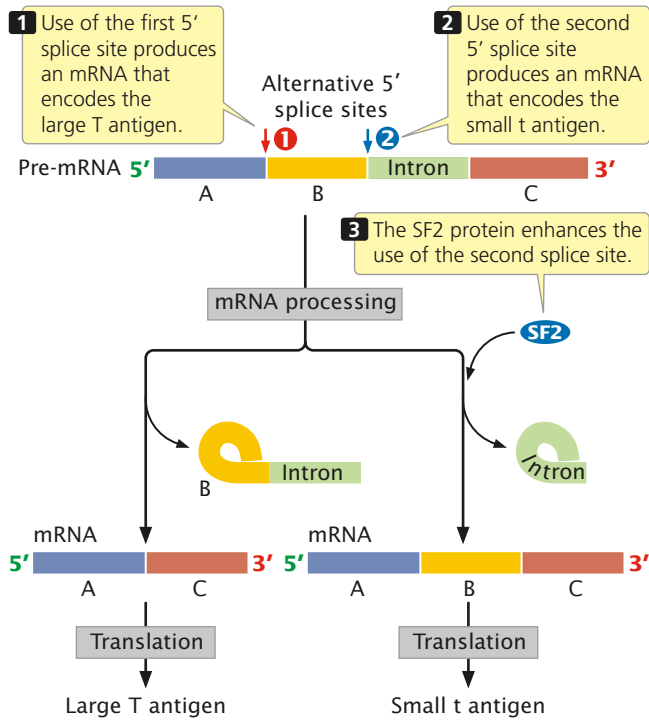 1 Use of the first 5′
splice site produces
an mRNA that
encodes the
large T antigen.
2 Use of the second
5′ splice site
produces an mRNA
that encodes the
small t antigen.
Alternative 5′
splice sites
1 2
Pre-mRNA 5′ Intron 3′
A B C
3 The SF2 protein enhances the
use of the second splice site.
mRNA processing
SF2
B Intron
Intron
mRNA
5′ 3′
A C
mRNA
5′ 3′
A B C
Translation
Translation
Large T antigen
Small t antigen